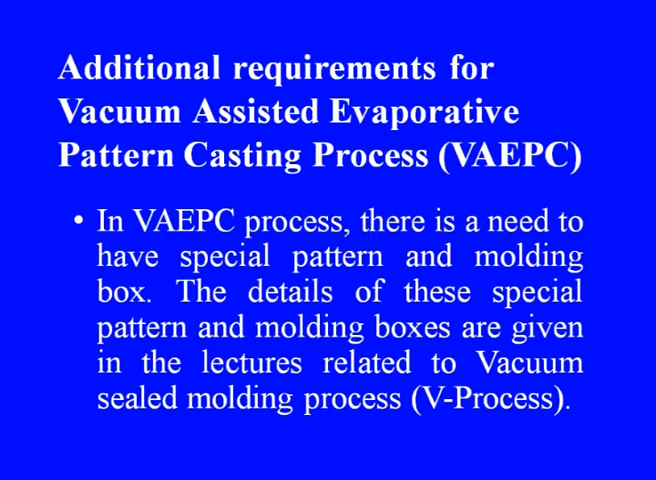 Additional requirements for
Vacuum Assisted Evaporative
Pattern Casting Process (VAEPC)
• In VAEPC process, there is a need to
have special pattern and molding
box. The details of these special
pattern and molding boxes are given
in the lectures related to Vacuum
sealed molding process (V-Process).